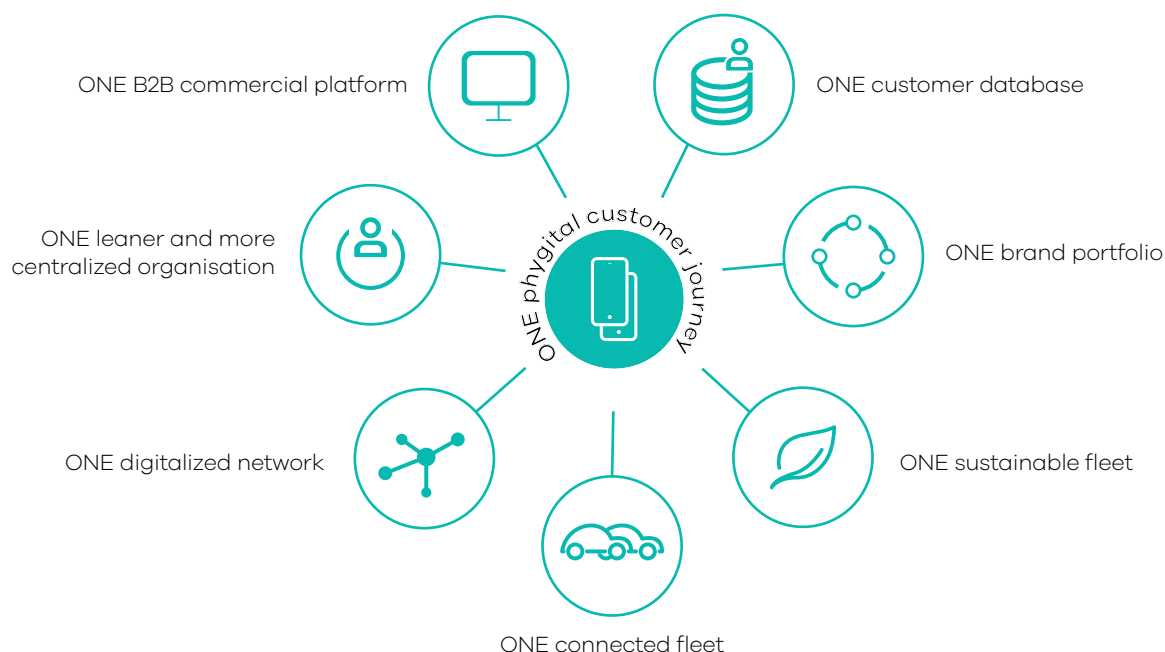 ONE B2B commercial platform
ONE customer database
ONE leaner and more
centralized organisation
ONE phygital customer journey
ONE brand portfolio
ONE digitalized network
ONE sustainable fleet
ONE connected fleet